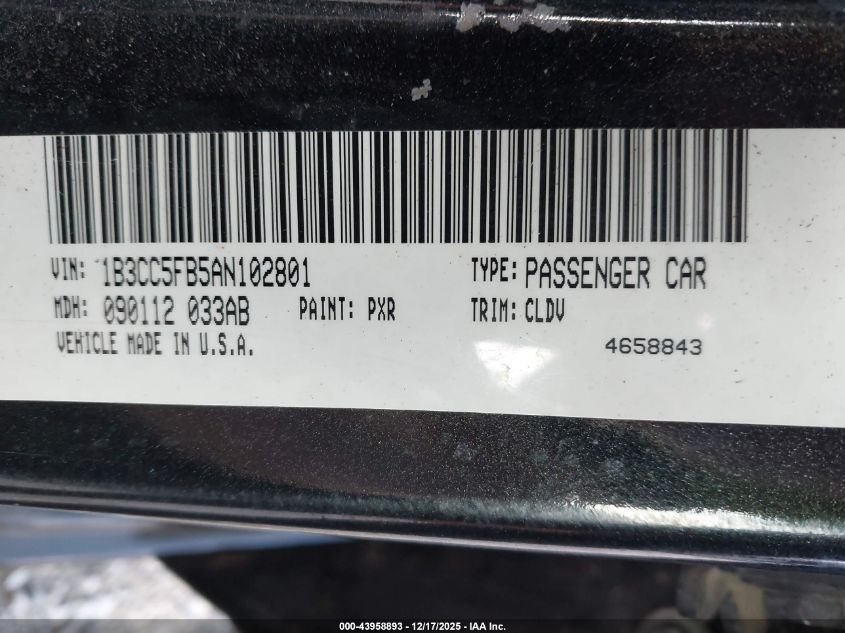 VIN: 1B3CC5FB5AN102801 TYPE: PASSENGER CAR
MDH: 090112 033AB PAINT: PXR TRIM: CLDV
VEHICLE MADE IN U.S.A. 4658843
000-43958893 - 12/17/2025 - IAA Inc.